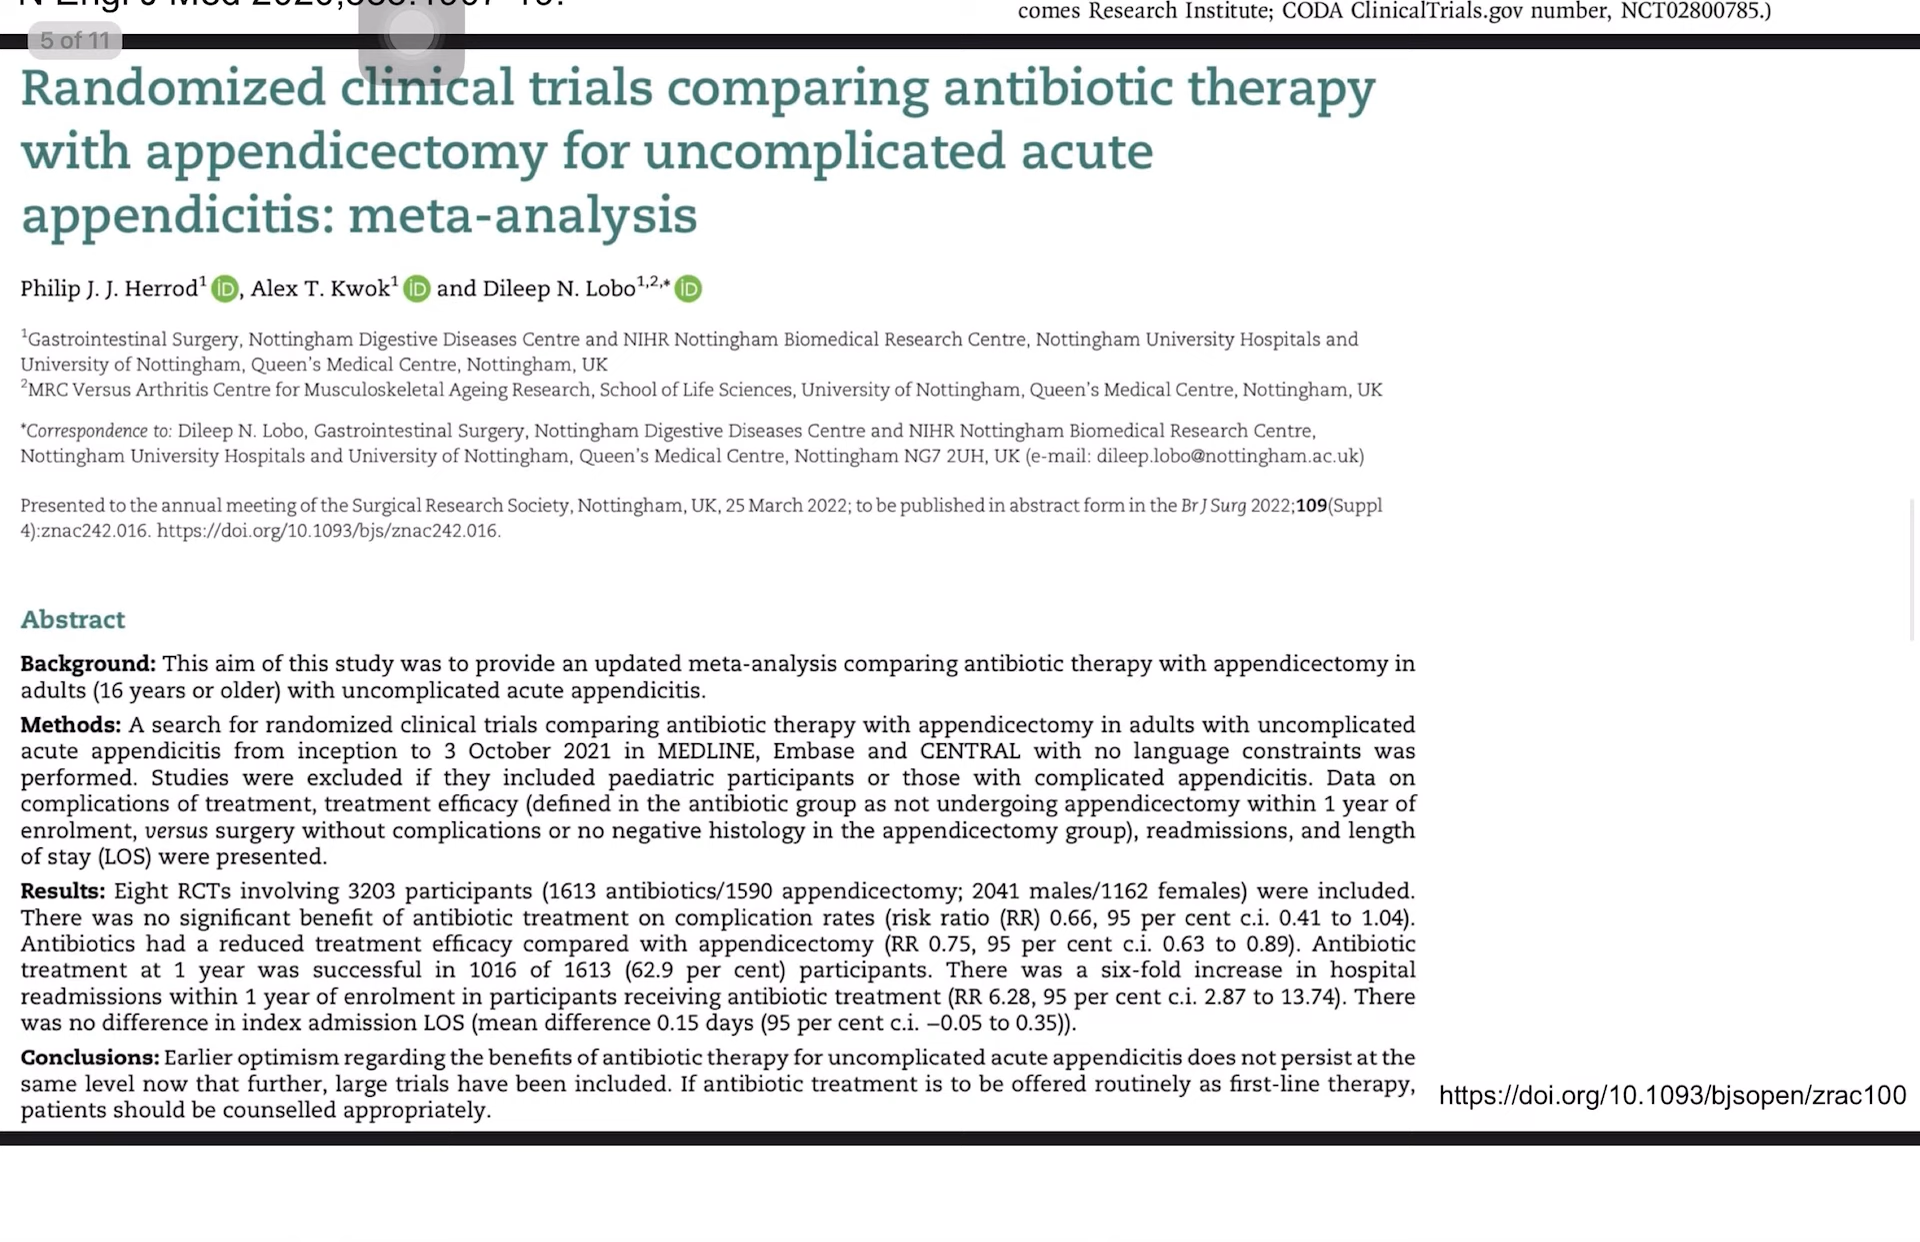 comes Research Institute; CODA ClinicalTrials.gov number, NCT02800785.)
5 of 11
Randomized clinical trials comparing antibiotic therapy
with appendicectomy for uncomplicated acute
appendicitis: meta-analysis
Philip J. J. Herrod1 iD, Alex T. Kwok1 iD and Dileep N. Lobo1,2,* iD
1Gastrointestinal Surgery, Nottingham Digestive Diseases Centre and NIHR Nottingham Biomedical Research Centre, Nottingham University Hospitals and
University of Nottingham, Queen's Medical Centre, Nottingham, UK
2MRC Versus Arthritis Centre for Musculoskeletal Ageing Research, School of Life Sciences, University of Nottingham, Queen's Medical Centre, Nottingham, UK
*Correspondence to: Dileep N. Lobo, Gastrointestinal Surgery, Nottingham Digestive Diseases Centre and NIHR Nottingham Biomedical Research Centre,
Nottingham University Hospitals and University of Nottingham, Queen's Medical Centre, Nottingham NG7 2UH, UK (e-mail: dileep.lobo@nottingham.ac.uk)
Presented to the annual meeting of the Surgical Research Society, Nottingham, UK, 25 March 2022; to be published in abstract form in the Br J Surg 2022;109(Suppl
4):znac242.016. https://doi.org/10.1093/bjs/znac242.016.
Abstract
Background: This aim of this study was to provide an updated meta-analysis comparing antibiotic therapy with appendicectomy in
adults (16 years or older) with uncomplicated acute appendicitis.
Methods: A search for randomized clinical trials comparing antibiotic therapy with appendicectomy in adults with uncomplicated
acute appendicitis from inception to 3 October 2021 in MEDLINE, Embase and CENTRAL with no language constraints was
performed. Studies were excluded if they included paediatric participants or those with complicated appendicitis. Data on
complications of treatment, treatment efficacy (defined in the antibiotic group as not undergoing appendicectomy within 1 year of
enrolment, versus surgery without complications or no negative histology in the appendicectomy group), readmissions, and length
of stay (LOS) were presented.
Results: Eight RCTs involving 3203 participants (1613 antibiotics/1590 appendicectomy; 2041 males/1162 females) were included.
There was no significant benefit of antibiotic treatment on complication rates (risk ratio (RR) 0.66, 95 per cent c.i. 0.41 to 1.04).
Antibiotics had a reduced treatment efficacy compared with appendicectomy (RR 0.75, 95 per cent c.i. 0.63 to 0.89). Antibiotic
treatment at 1 year was successful in 1016 of 1613 (62.9 per cent) participants. There was a six-fold increase in hospital
readmissions within 1 year of enrolment in participants receiving antibiotic treatment (RR 6.28, 95 per cent c.i. 2.87 to 13.74). There
was no difference in index admission LOS (mean difference 0.15 days (95 per cent c.i. –0.05 to 0.35)).
Conclusions: Earlier optimism regarding the benefits of antibiotic therapy for uncomplicated acute appendicitis does not persist at the
same level now that further, large trials have been included. If antibiotic treatment is to be offered routinely as first-line therapy,
patients should be counselled appropriately.
https://doi.org/10.1093/bjsopen/zrac100